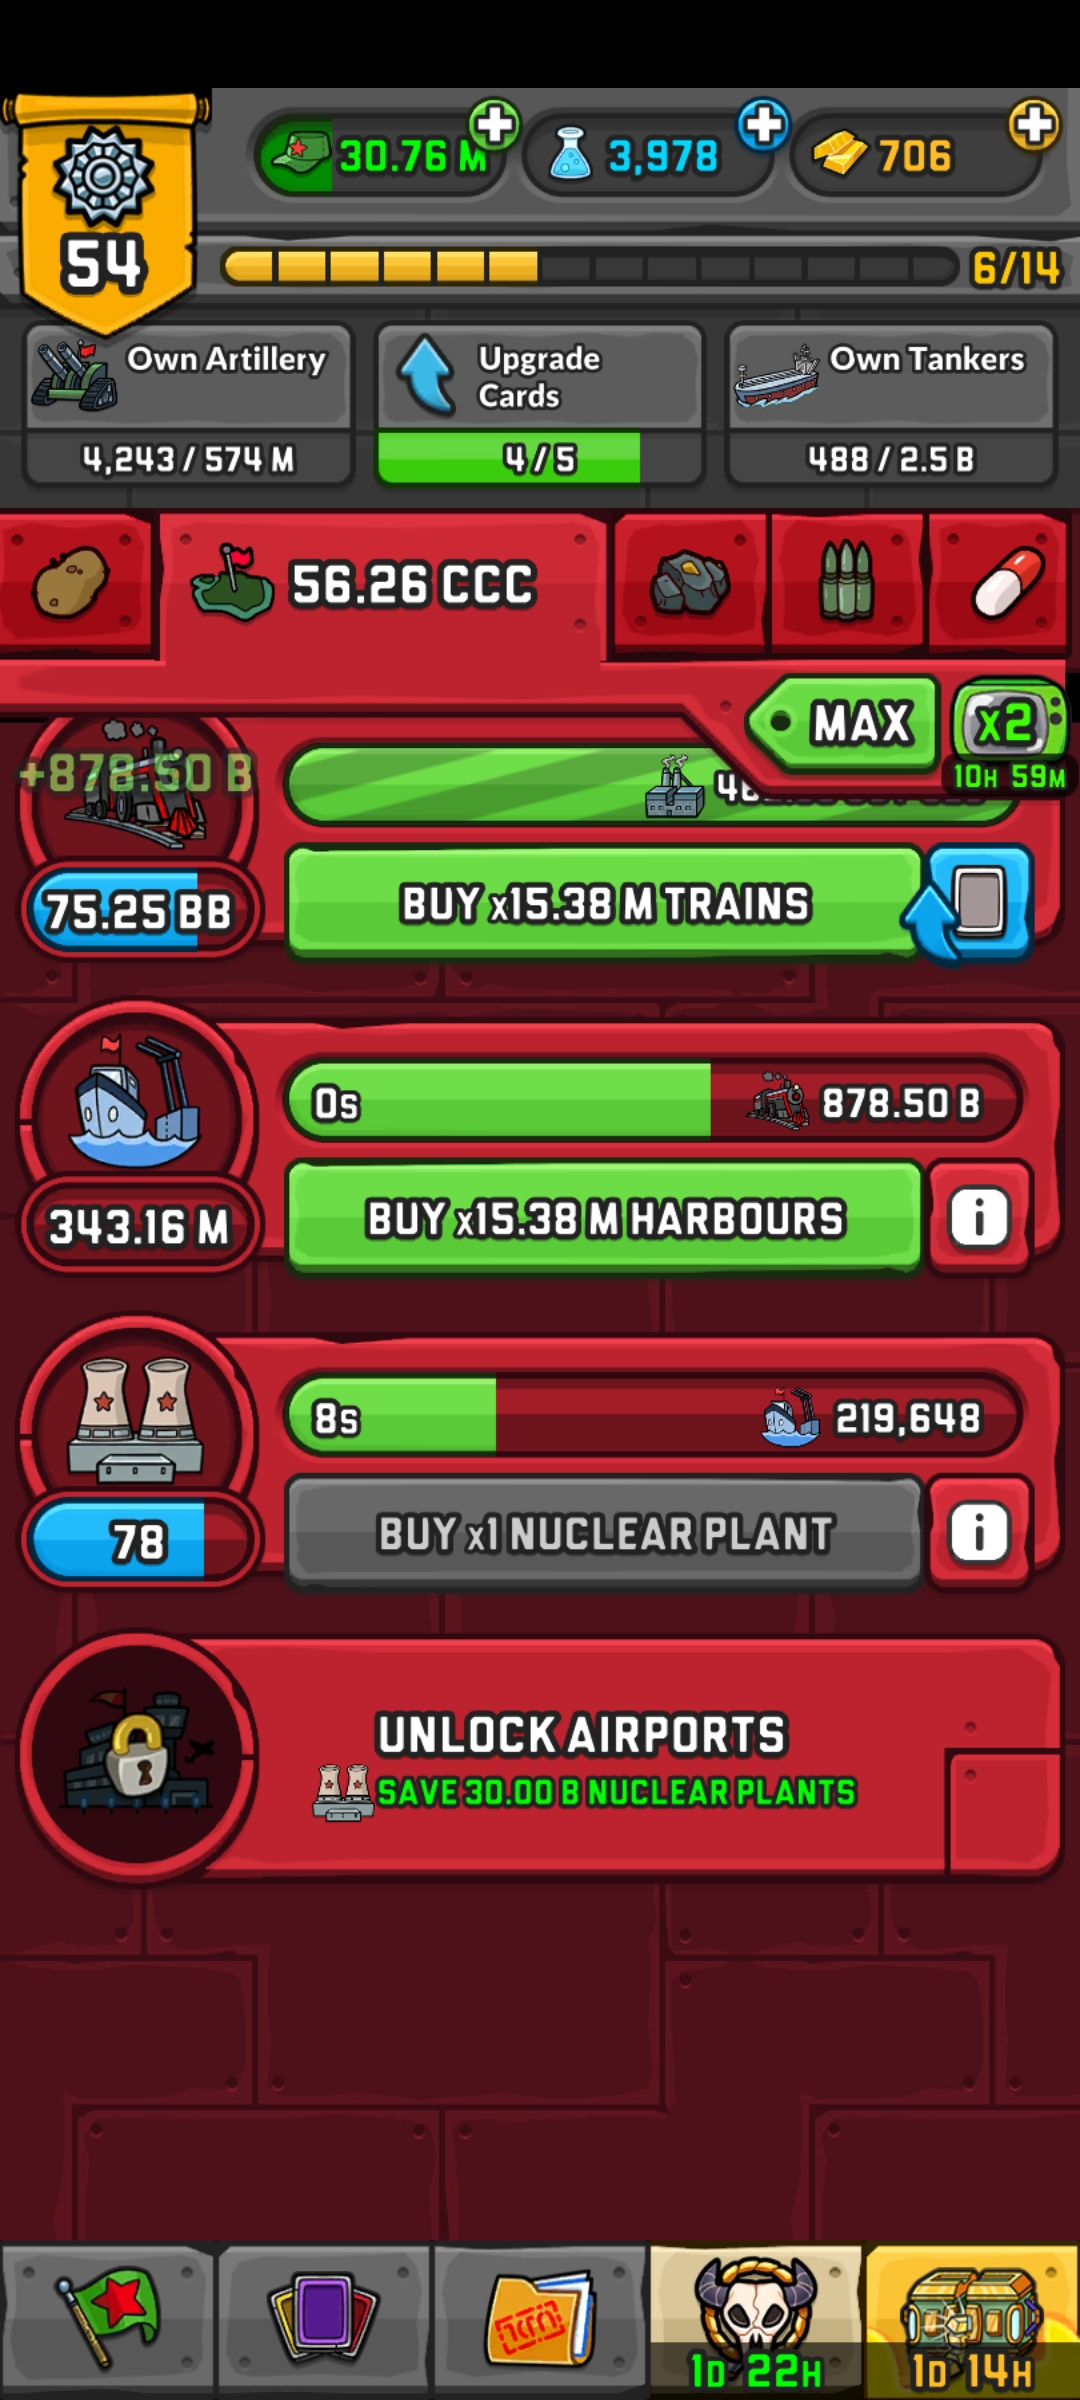 30.76 M
3,978
706
54
6/14
Own Artillery
4,243 / 574 M
Upgrade
Cards
4 / 5
Own Tankers
488 / 2.5 B
56.26 CCC
MAX
x2
10H 59M
+878.50 B
75.25 BB
BUY x15.38 M TRAINS
0s
878.50 B
343.16 M
BUY x15.38 M HARBOURS
8s
219,648
78
BUY x1 NUCLEAR PLANT
UNLOCK AIRPORTS
SAVE 30.00 B NUCLEAR PLANTS
1D 22H
1D 14H